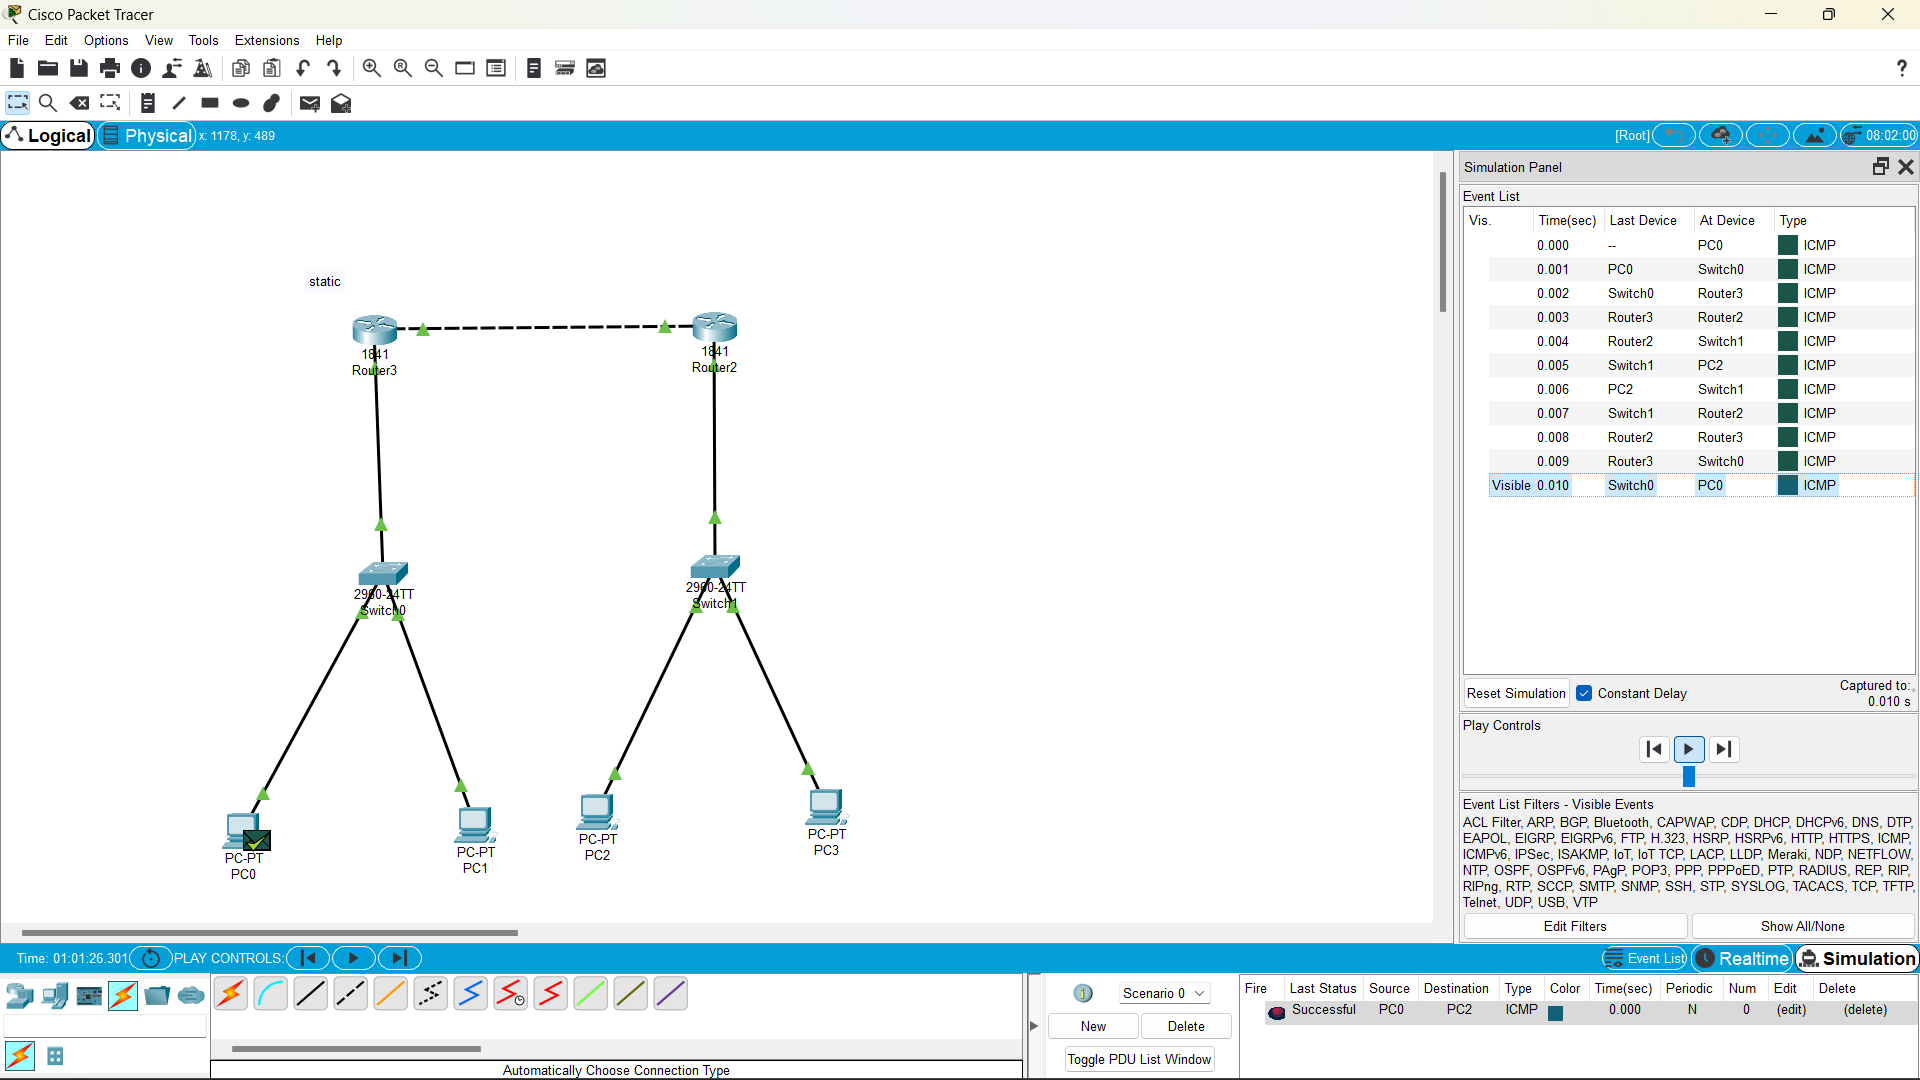 Cisco Packet Tracer
File Edit Options View Tools Extensions Help
?
Logical Physical x: 1178, y: 489 [Root] 08:02:00
static
1841
Router3
1841
Router2
2960-24TT
Switch0
2960-24TT
Switch1
PC-PT
PC0
PC-PT
PC1
PC-PT
PC2
PC-PT
PC3
Simulation Panel
Event List
Vis. Time(sec) Last Device At Device Type
0.000 -- PC0 ICMP
0.001 PC0 Switch0 ICMP
0.002 Switch0 Router3 ICMP
0.003 Router3 Router2 ICMP
0.004 Router2 Switch1 ICMP
0.005 Switch1 PC2 ICMP
0.006 PC2 Switch1 ICMP
0.007 Switch1 Router2 ICMP
0.008 Router2 Router3 ICMP
0.009 Router3 Switch0 ICMP
Visible 0.010 Switch0 PC0 ICMP
Reset Simulation Constant Delay Captured to:
0.010 s
Play Controls
Event List Filters - Visible Events
ACL Filter, ARP, BGP, Bluetooth, CAPWAP, CDP, DHCP, DHCPv6, DNS, DTP,
EAPOL, EIGRP, EIGRPv6, FTP, H.323, HSRP, HSRPv6, HTTP, HTTPS, ICMP,
ICMPv6, IPSec, ISAKMP, IoT, IoT TCP, LACP, LLDP, Meraki, NDP, NETFLOW,
NTP, OSPF, OSPFv6, PAgP, POP3, PPP, PPPoED, PTP, RADIUS, REP, RIP,
RIPng, RTP, SCCP, SMTP, SNMP, SSH, STP, SYSLOG, TACACS, TCP, TFTP,
Telnet, UDP, USB, VTP
Edit Filters Show All/None
Time: 01:01:26.301 PLAY CONTROLS: Event List Realtime Simulation
Automatically Choose Connection Type
Scenario 0
New Delete
Toggle PDU List Window
Fire Last Status Source Destination Type Color Time(sec) Periodic Num Edit Delete
Successful PC0 PC2 ICMP 0.000 N 0 (edit) (delete)